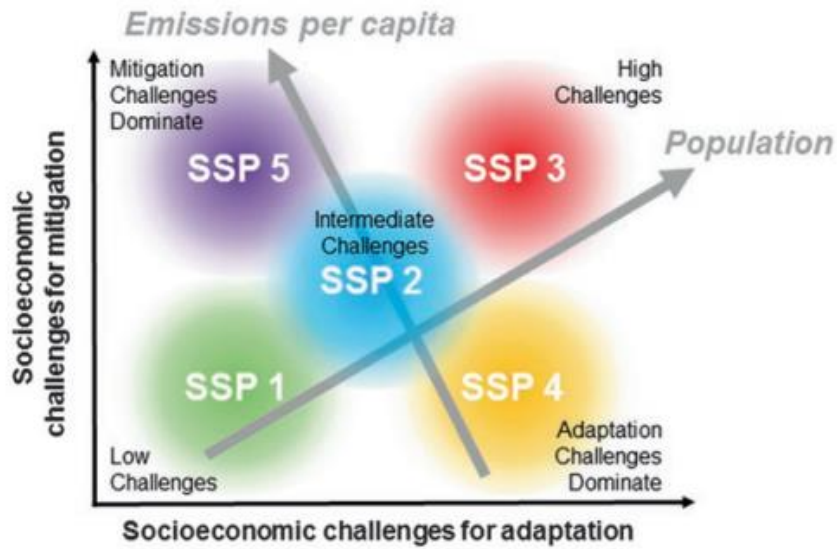 Emissions per capita
Mitigation
Challenges
Dominate
High
Challenges
Population
SSP 5
SSP 3
Intermediate
Challenges
SSP 2
Socioeconomic
challenges for mitigation
SSP 1
SSP 4
Low
Challenges
Adaptation
Challenges
Dominate
Socioeconomic challenges for adaptation